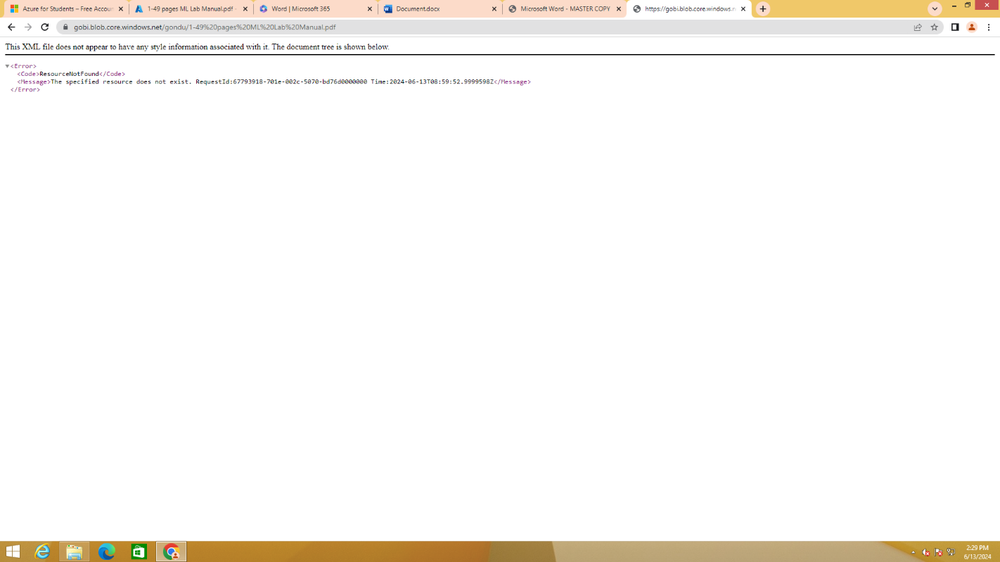 Azure for Students – Free Accoun
1-49 pages ML Lab Manual.pdf -
Word | Microsoft 365
Document.docx
Microsoft Word - MASTER COPY
https://gobi.blob.core.windows.n
gobi.blob.core.windows.net/gondu/1-49%20pages%20ML%20Lab%20Manual.pdf
This XML file does not appear to have any style information associated with it. The document tree is shown below.
<Error>
<Code>ResourceNotFound</Code>
<Message>The specified resource does not exist. RequestId:67793918-701e-002c-5070-bd76d0000000 Time:2024-06-13T08:59:52.9999598Z</Message>
</Error>
2:29 PM
6/13/2024